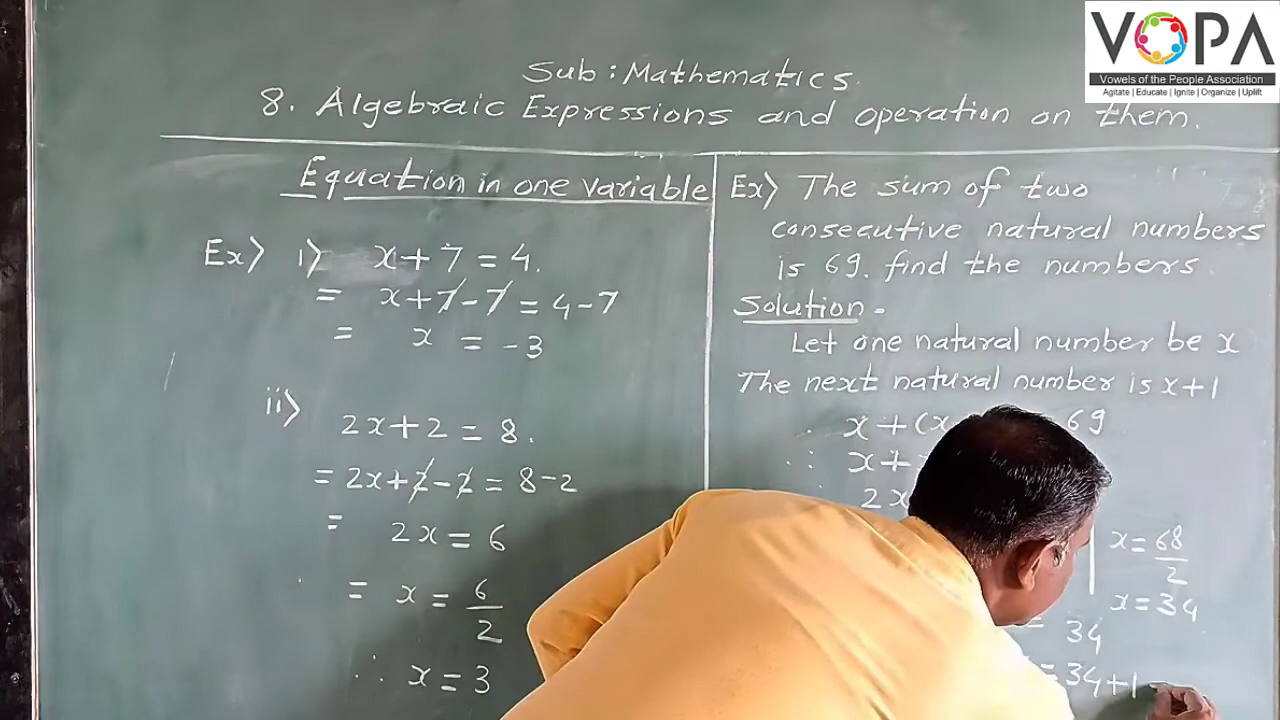 VOPA
Vowels of the People Association
Agitate | Educate | Ignite | Organize | Uplift
Sub : Mathematics.
8. Algebraic Expressions and operation on them.
Equation in one variable
Ex> i) x + 7 = 4.
= x + 7 - 7 = 4 - 7
= x = -3
ii> 2x + 2 = 8.
= 2x + 2 - 2 = 8 - 2
= 2x = 6
= x = 6/2
∴ x = 3
Ex> The sum of two
consecutive natural numbers
is 69. find the numbers.
Solution -
Let one natural number be x
The next natural number is x + 1
∴ x + (x = 69
∴ x +
∴ 2x
x = 68/2
x = 34
= 34
= 34 + 1